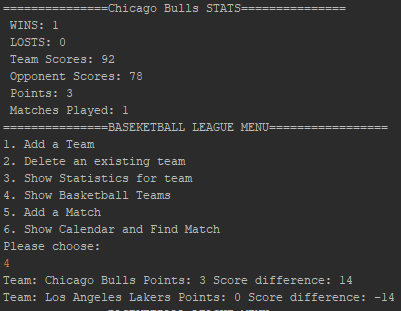 ===============Chicago Bulls STATS===============
WINS: 1
LOSTS: 0
Team Scores: 92
Opponent Scores: 78
Points: 3
Matches Played: 1
===============BASEKETBALL LEAGUE MENU=================
1. Add a Team
2. Delete an existing team
3. Show Statistics for team
4. Show Basketball Teams
5. Add a Match
6. Show Calendar and Find Match
Please choose:
4
Team: Chicago Bulls Points: 3 Score difference: 14
Team: Los Angeles Lakers Points: 0 Score difference: -14